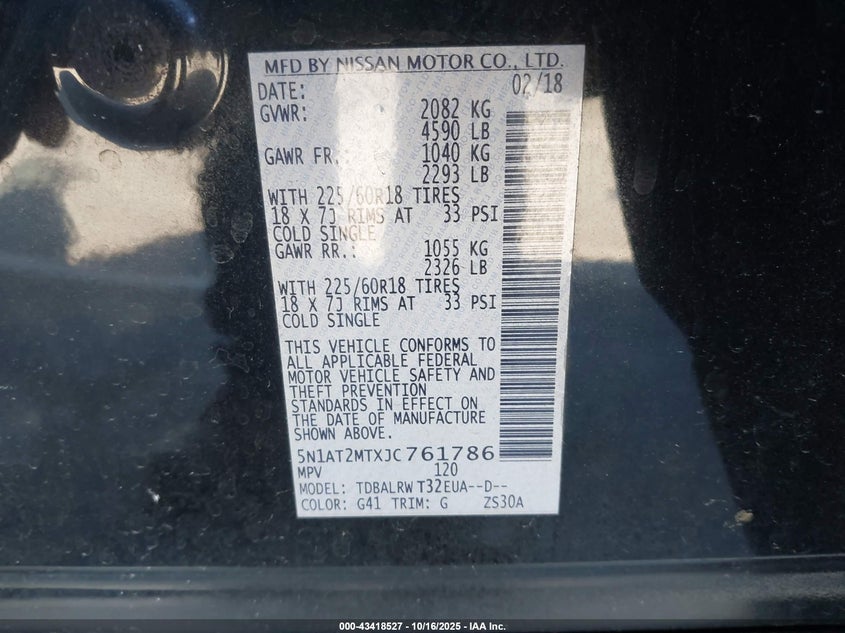 MFD BY NISSAN MOTOR CO., LTD.
DATE: 02/18
GVWR: 2082 KG
4590 LB
GAWR FR.: 1040 KG
2293 LB
WITH 225/60R18 TIRES
18 X 7J RIMS AT 33 PSI
COLD SINGLE
GAWR RR.: 1055 KG
2326 LB
WITH 225/60R18 TIRES
18 X 7J RIMS AT 33 PSI
COLD SINGLE
THIS VEHICLE CONFORMS TO
ALL APPLICABLE FEDERAL
MOTOR VEHICLE SAFETY AND
THEFT PREVENTION
STANDARDS IN EFFECT ON
THE DATE OF MANUFACTURE
SHOWN ABOVE.
5N1AT2MTXJC761786
MPV 120
MODEL: TDBALRW T32EUA--D--
COLOR: G41 TRIM: G ZS30A
000-43418527 - 10/16/2025 - IAA Inc.